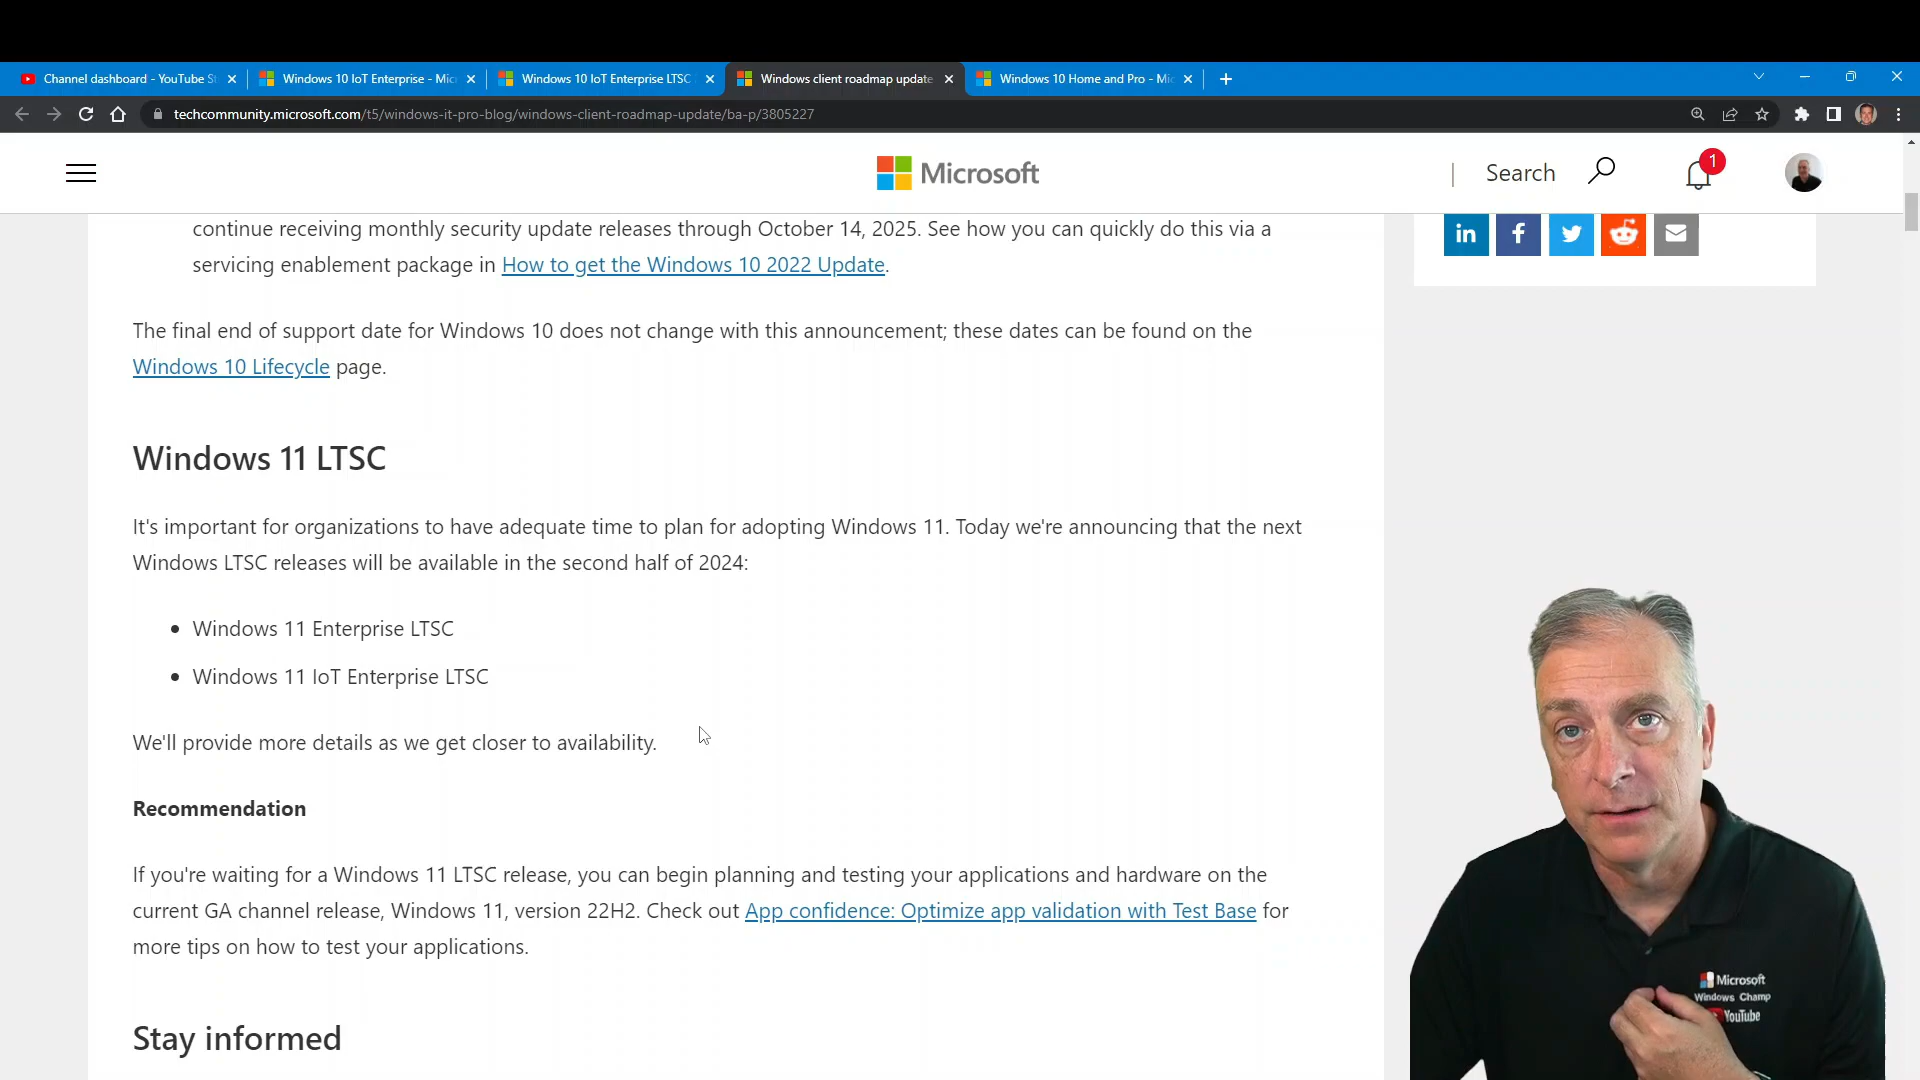 Channel dashboard - YouTube St
Windows 10 IoT Enterprise - Mic
Windows 10 IoT Enterprise LTSC
Windows client roadmap update
Windows 10 Home and Pro - Mic
techcommunity.microsoft.com/t5/windows-it-pro-blog/windows-client-roadmap-update/ba-p/3805227
Microsoft
Search
1
continue receiving monthly security update releases through October 14, 2025. See how you can quickly do this via a
servicing enablement package in How to get the Windows 10 2022 Update.
The final end of support date for Windows 10 does not change with this announcement; these dates can be found on the
Windows 10 Lifecycle page.
Windows 11 LTSC
It's important for organizations to have adequate time to plan for adopting Windows 11. Today we're announcing that the next
Windows LTSC releases will be available in the second half of 2024:
• Windows 11 Enterprise LTSC
• Windows 11 IoT Enterprise LTSC
We'll provide more details as we get closer to availability.
Recommendation
If you're waiting for a Windows 11 LTSC release, you can begin planning and testing your applications and hardware on the
current GA channel release, Windows 11, version 22H2. Check out App confidence: Optimize app validation with Test Base for
more tips on how to test your applications.
Stay informed
in
f
Microsoft
Windows Champ
YouTube